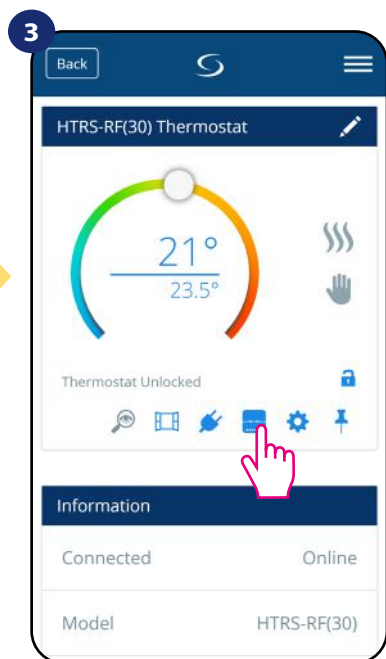 3
Back
HTRS-RF(30) Thermostat
21°
23.5°
Thermostat Unlocked
Information
Connected Online
Model HTRS-RF(30)